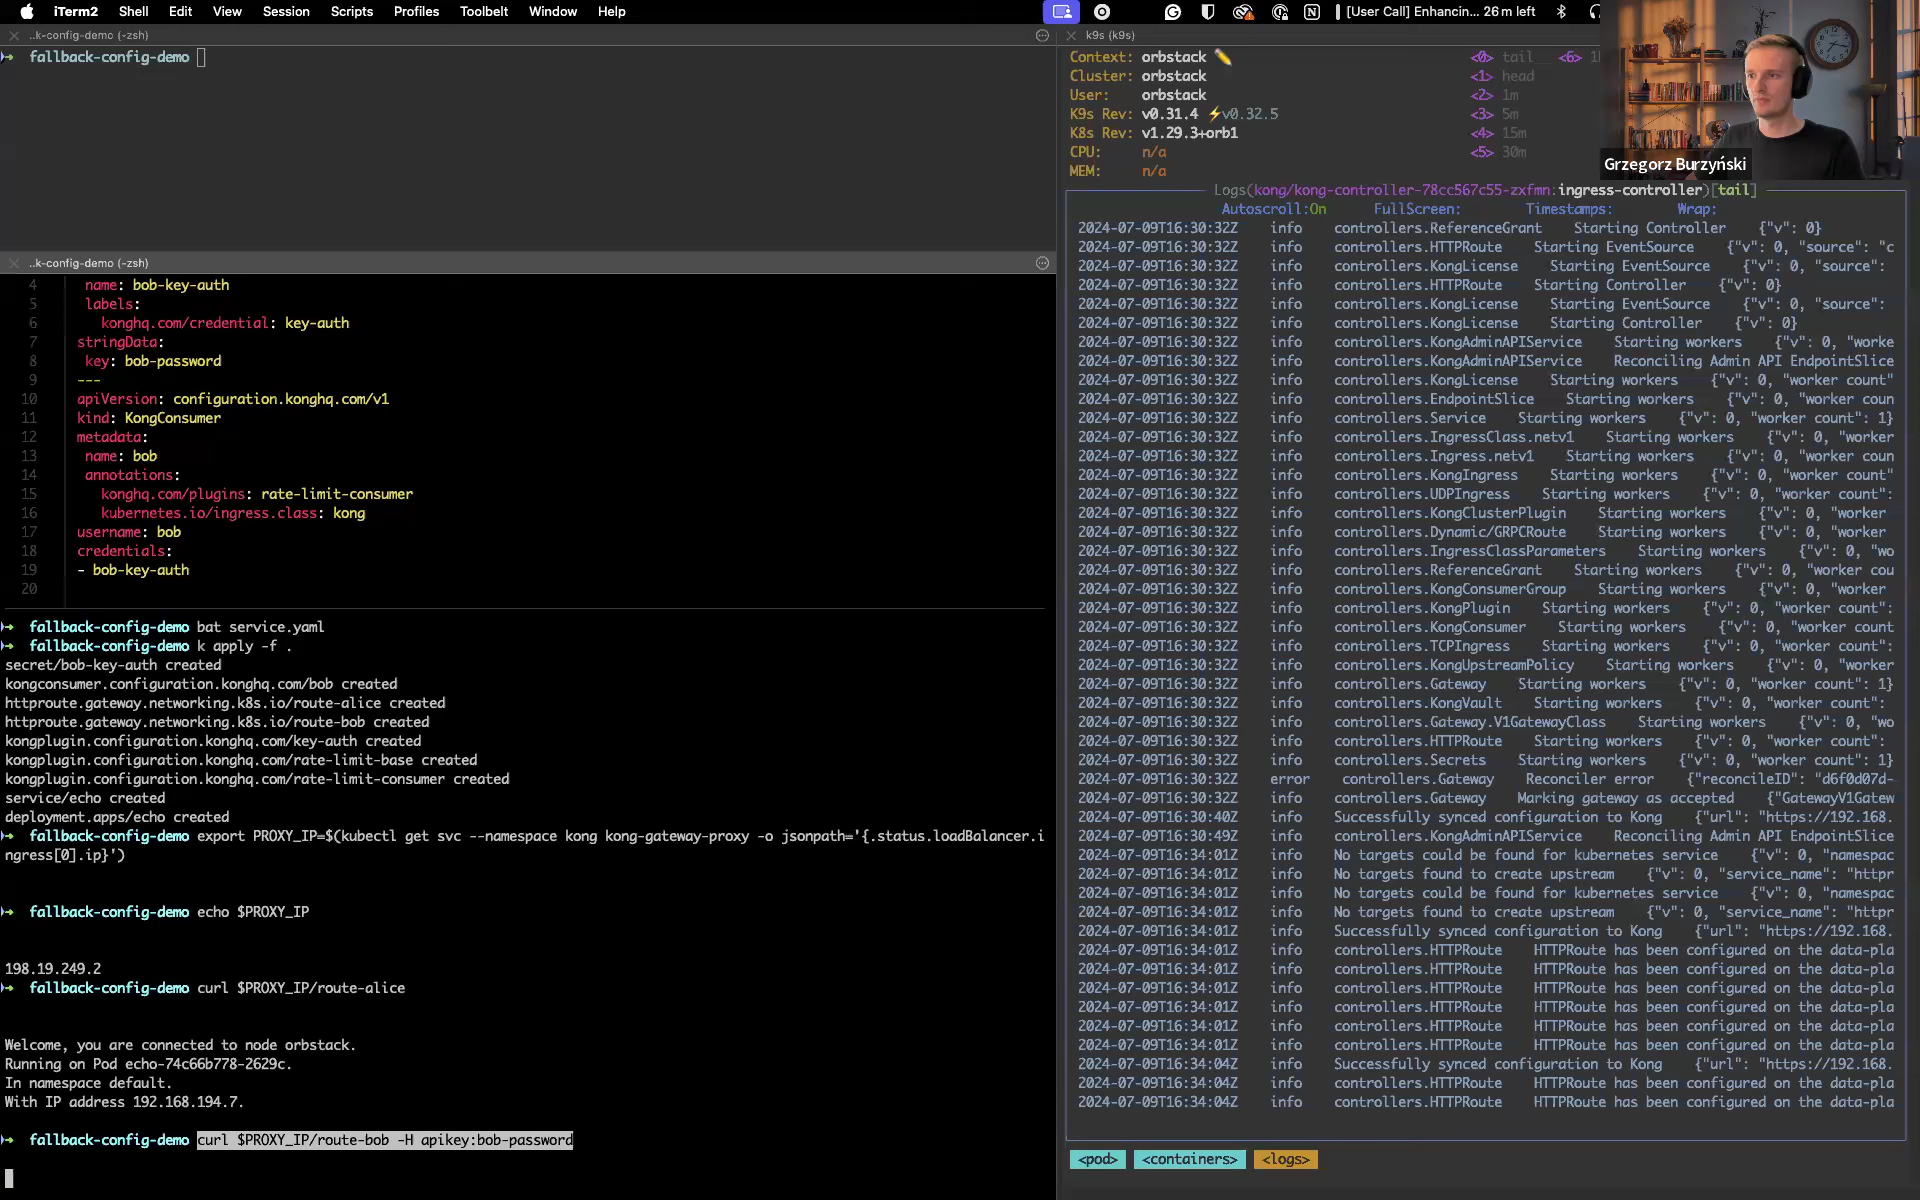 iTerm2 Shell Edit View Session Scripts Profiles Toolbelt Window Help
[User Call] Enhancin... 26 m left
..k-config-demo (-zsh)
fallback-config-demo
..k-config-demo (-zsh)
4 name: bob-key-auth
5 labels:
6 konghq.com/credential: key-auth
7 stringData:
8 key: bob-password
9 ---
10 apiVersion: configuration.konghq.com/v1
11 kind: KongConsumer
12 metadata:
13 name: bob
14 annotations:
15 konghq.com/plugins: rate-limit-consumer
16 kubernetes.io/ingress.class: kong
17 username: bob
18 credentials:
19 - bob-key-auth
20
fallback-config-demo bat service.yaml
fallback-config-demo k apply -f .
secret/bob-key-auth created
kongconsumer.configuration.konghq.com/bob created
httproute.gateway.networking.k8s.io/route-alice created
httproute.gateway.networking.k8s.io/route-bob created
kongplugin.configuration.konghq.com/key-auth created
kongplugin.configuration.konghq.com/rate-limit-base created
kongplugin.configuration.konghq.com/rate-limit-consumer created
service/echo created
deployment.apps/echo created
fallback-config-demo export PROXY_IP=$(kubectl get svc --namespace kong kong-gateway-proxy -o jsonpath='{.status.loadBalancer.i
ngress[0].ip}')
fallback-config-demo echo $PROXY_IP
198.19.249.2
fallback-config-demo curl $PROXY_IP/route-alice
Welcome, you are connected to node orbstack.
Running on Pod echo-74c66b778-2629c.
In namespace default.
With IP address 192.168.194.7.
fallback-config-demo curl $PROXY_IP/route-bob -H apikey:bob-password
k9s (k9s)
Context: orbstack <0> tail <6>
Cluster: orbstack <1> head
User: orbstack <2> 1m
K9s Rev: v0.31.4 ⚡v0.32.5 <3> 5m
K8s Rev: v1.29.3+orb1 <4> 15m
CPU: n/a <5> 30m
MEM: n/a
Grzegorz Burzyński
Logs(kong/kong-controller-78cc567c55-zxfmn:ingress-controller)[tail]
Autoscroll:On FullScreen: Timestamps: Wrap:
2024-07-09T16:30:32Z info controllers.ReferenceGrant Starting Controller {"v": 0}
2024-07-09T16:30:32Z info controllers.HTTPRoute Starting EventSource {"v": 0, "source": "c
2024-07-09T16:30:32Z info controllers.KongLicense Starting EventSource {"v": 0, "source":
2024-07-09T16:30:32Z info controllers.HTTPRoute Starting Controller {"v": 0}
2024-07-09T16:30:32Z info controllers.KongLicense Starting EventSource {"v": 0, "source":
2024-07-09T16:30:32Z info controllers.KongLicense Starting Controller {"v": 0}
2024-07-09T16:30:32Z info controllers.KongAdminAPIService Starting workers {"v": 0, "worke
2024-07-09T16:30:32Z info controllers.KongAdminAPIService Reconciling Admin API EndpointSlice
2024-07-09T16:30:32Z info controllers.KongLicense Starting workers {"v": 0, "worker count"
2024-07-09T16:30:32Z info controllers.EndpointSlice Starting workers {"v": 0, "worker coun
2024-07-09T16:30:32Z info controllers.Service Starting workers {"v": 0, "worker count": 1}
2024-07-09T16:30:32Z info controllers.IngressClass.netv1 Starting workers {"v": 0, "worker
2024-07-09T16:30:32Z info controllers.Ingress.netv1 Starting workers {"v": 0, "worker coun
2024-07-09T16:30:32Z info controllers.KongIngress Starting workers {"v": 0, "worker count"
2024-07-09T16:30:32Z info controllers.UDPIngress Starting workers {"v": 0, "worker count":
2024-07-09T16:30:32Z info controllers.KongClusterPlugin Starting workers {"v": 0, "worker
2024-07-09T16:30:32Z info controllers.Dynamic/GRPCRoute Starting workers {"v": 0, "worker
2024-07-09T16:30:32Z info controllers.IngressClassParameters Starting workers {"v": 0, "wo
2024-07-09T16:30:32Z info controllers.ReferenceGrant Starting workers {"v": 0, "worker cou
2024-07-09T16:30:32Z info controllers.KongConsumerGroup Starting workers {"v": 0, "worker
2024-07-09T16:30:32Z info controllers.KongPlugin Starting workers {"v": 0, "worker count":
2024-07-09T16:30:32Z info controllers.KongConsumer Starting workers {"v": 0, "worker count
2024-07-09T16:30:32Z info controllers.TCPIngress Starting workers {"v": 0, "worker count":
2024-07-09T16:30:32Z info controllers.KongUpstreamPolicy Starting workers {"v": 0, "worker
2024-07-09T16:30:32Z info controllers.Gateway Starting workers {"v": 0, "worker count": 1}
2024-07-09T16:30:32Z info controllers.KongVault Starting workers {"v": 0, "worker count":
2024-07-09T16:30:32Z info controllers.Gateway.V1GatewayClass Starting workers {"v": 0, "wo
2024-07-09T16:30:32Z info controllers.HTTPRoute Starting workers {"v": 0, "worker count":
2024-07-09T16:30:32Z info controllers.Secrets Starting workers {"v": 0, "worker count": 1}
2024-07-09T16:30:32Z error controllers.Gateway Reconciler error {"reconcileID": "d6f0d07d-
2024-07-09T16:30:32Z info controllers.Gateway Marking gateway as accepted {"GatewayV1Gatew
2024-07-09T16:30:40Z info Successfully synced configuration to Kong {"url": "https://192.168.
2024-07-09T16:30:49Z info controllers.KongAdminAPIService Reconciling Admin API EndpointSlice
2024-07-09T16:34:01Z info No targets could be found for kubernetes service {"v": 0, "namespac
2024-07-09T16:34:01Z info No targets found to create upstream {"v": 0, "service_name": "httpr
2024-07-09T16:34:01Z info No targets could be found for kubernetes service {"v": 0, "namespac
2024-07-09T16:34:01Z info No targets found to create upstream {"v": 0, "service_name": "httpr
2024-07-09T16:34:01Z info Successfully synced configuration to Kong {"url": "https://192.168.
2024-07-09T16:34:01Z info controllers.HTTPRoute HTTPRoute has been configured on the data-pla
2024-07-09T16:34:01Z info controllers.HTTPRoute HTTPRoute has been configured on the data-pla
2024-07-09T16:34:01Z info controllers.HTTPRoute HTTPRoute has been configured on the data-pla
2024-07-09T16:34:01Z info controllers.HTTPRoute HTTPRoute has been configured on the data-pla
2024-07-09T16:34:01Z info controllers.HTTPRoute HTTPRoute has been configured on the data-pla
2024-07-09T16:34:01Z info controllers.HTTPRoute HTTPRoute has been configured on the data-pla
2024-07-09T16:34:04Z info Successfully synced configuration to Kong {"url": "https://192.168.
2024-07-09T16:34:04Z info controllers.HTTPRoute HTTPRoute has been configured on the data-pla
2024-07-09T16:34:04Z info controllers.HTTPRoute HTTPRoute has been configured on the data-pla
<pod> <containers> <logs>